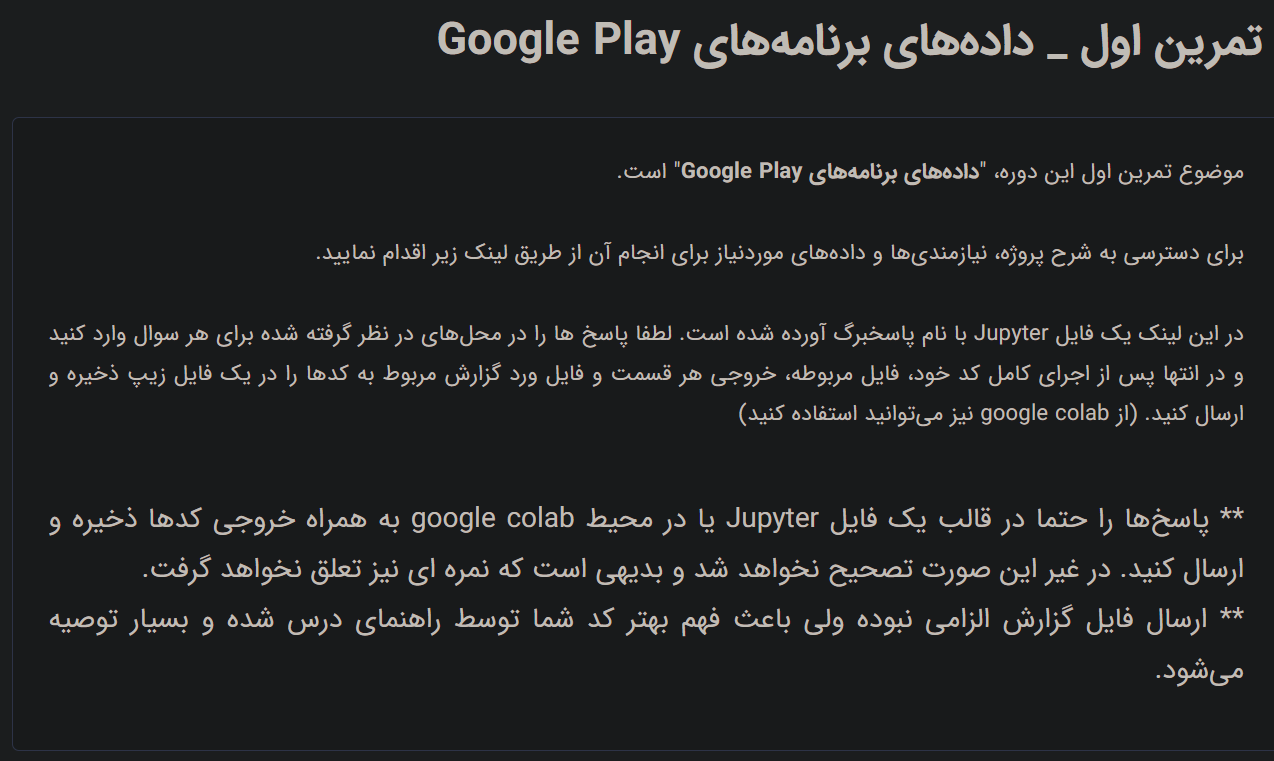 تمرین اول _ داده‌های برنامه‌های Google Play
موضوع تمرین اول این دوره، "داده‌های برنامه‌های Google Play" است.
برای دسترسی به شرح پروژه، نیازمندی‌ها و داده‌های موردنیاز برای انجام آن از طریق لینک زیر اقدام نمایید.
در این لینک یک فایل Jupyter با نام پاسخبرگ آورده شده است. لطفا پاسخ ها را در محل‌های در نظر گرفته شده برای هر سوال وارد کنید
و در انتها پس از اجرای کامل کد خود، فایل مربوطه، خروجی هر قسمت و فایل ورد گزارش مربوط به کدها را در یک فایل زیپ ذخیره و
ارسال کنید. (از google colab نیز می‌توانید استفاده کنید)
** پاسخ‌ها را حتما در قالب یک فایل Jupyter یا در محیط google colab به همراه خروجی کدها ذخیره و
ارسال کنید. در غیر این صورت تصحیح نخواهد شد و بدیهی است که نمره ای نیز تعلق نخواهد گرفت.
** ارسال فایل گزارش الزامی نبوده ولی باعث فهم بهتر کد شما توسط راهنمای درس شده و بسیار توصیه
می‌شود.